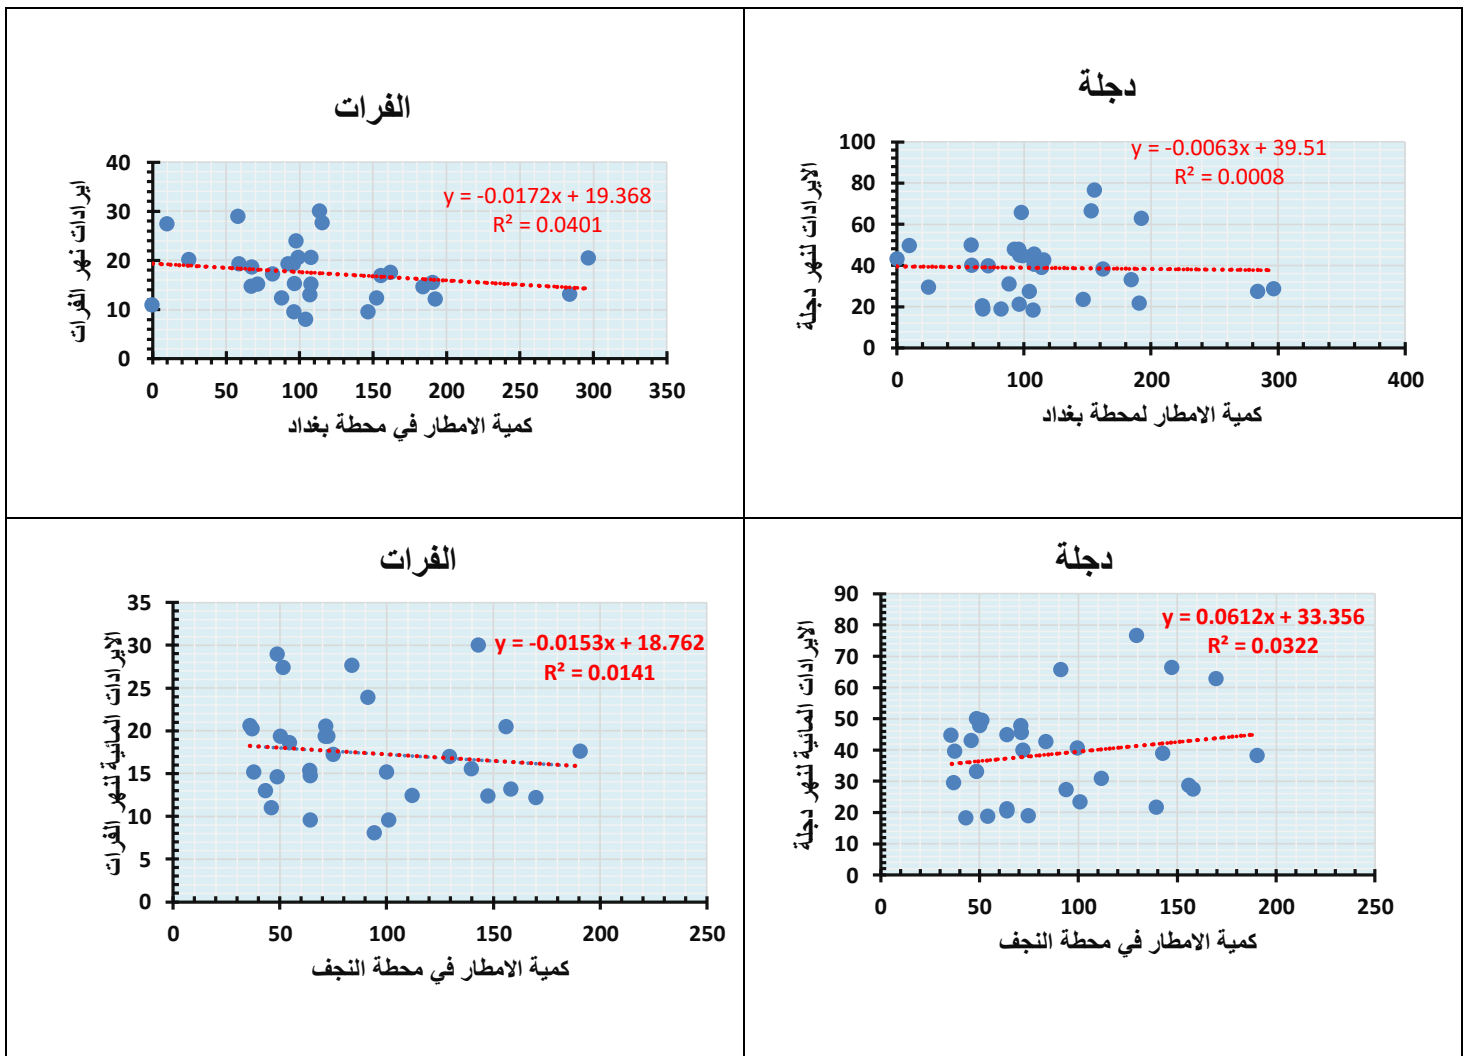 دجلة
100
80
60
40
20
0
الايرادات لنهر دجلة
y = -0.0063x + 39.51
R² = 0.0008
0 100 200 300 400
كمية الامطار لمحطة بغداد
الفرات
40
30
20
10
0
ايرادات نهر الفرات
y = -0.0172x + 19.368
R² = 0.0401
0 50 100 150 200 250 300 350
كمية الامطار في محطة بغداد
دجلة
90
80
70
60
50
40
30
20
10
0
الايرادات المائية لنهر دجلة
y = 0.0612x + 33.356
R² = 0.0322
0 50 100 150 200 250
كمية الامطار في محطة النجف
الفرات
35
30
25
20
15
10
5
0
الايرادات المائية لنهر الفرات
y = -0.0153x + 18.762
R² = 0.0141
0 50 100 150 200 250
كمية الامطار في محطة النجف